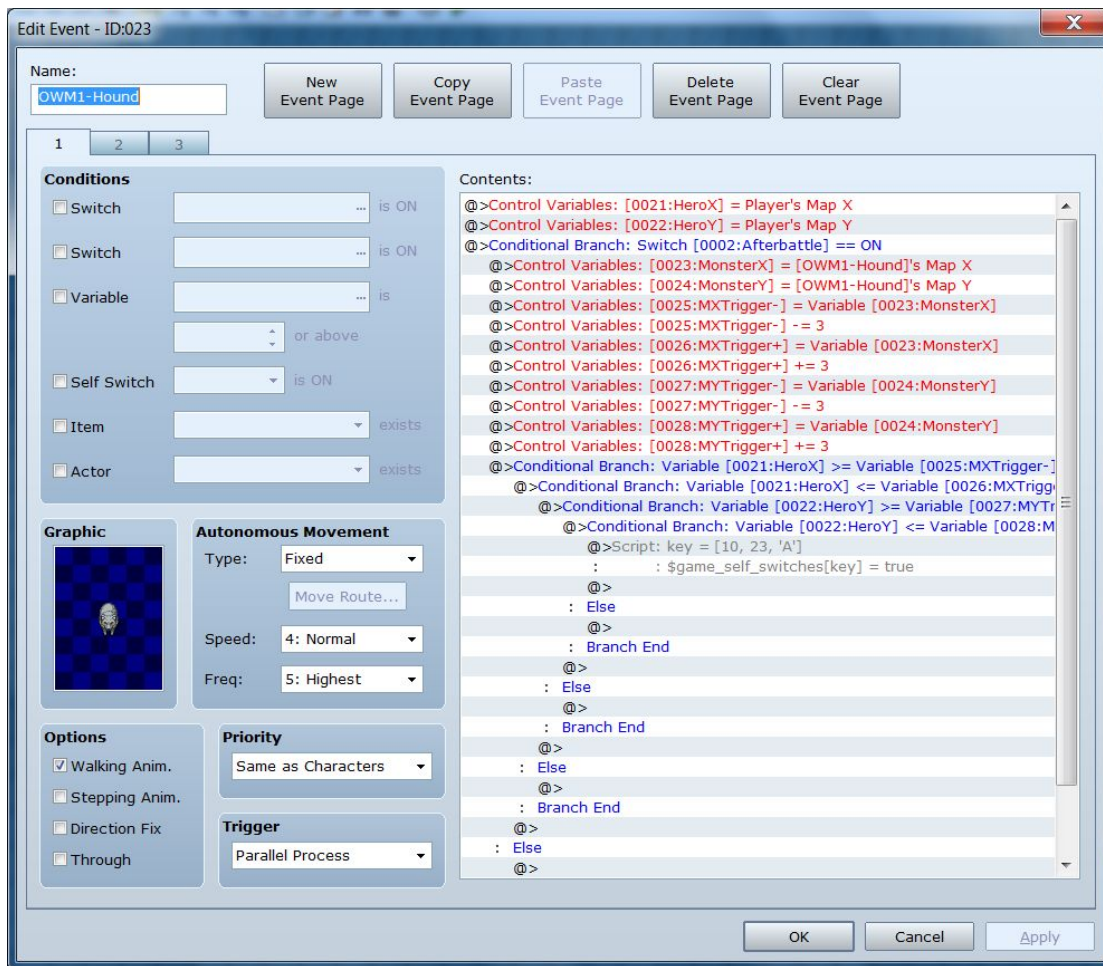 Edit Event - ID:023
X
Name:
OWM1-Hound
New Event Page
Copy Event Page
Paste Event Page
Delete Event Page
Clear Event Page
1 2 3
Conditions
Switch ... is ON
Switch ... is ON
Variable ... is
or above
Self Switch is ON
Item exists
Actor exists
Graphic
Autonomous Movement
Type: Fixed
Move Route...
Speed: 4: Normal
Freq: 5: Highest
Options
Walking Anim.
Stepping Anim.
Direction Fix
Through
Priority
Same as Characters
Trigger
Parallel Process
Contents:
@>Control Variables: [0021:HeroX] = Player's Map X
@>Control Variables: [0022:HeroY] = Player's Map Y
@>Conditional Branch: Switch [0002:Afterbattle] == ON
@>Control Variables: [0023:MonsterX] = [OWM1-Hound]'s Map X
@>Control Variables: [0024:MonsterY] = [OWM1-Hound]'s Map Y
@>Control Variables: [0025:MXTrigger-] = Variable [0023:MonsterX]
@>Control Variables: [0025:MXTrigger-] -= 3
@>Control Variables: [0026:MXTrigger+] = Variable [0023:MonsterX]
@>Control Variables: [0026:MXTrigger+] += 3
@>Control Variables: [0027:MYTrigger-] = Variable [0024:MonsterY]
@>Control Variables: [0027:MYTrigger-] -= 3
@>Control Variables: [0028:MYTrigger+] = Variable [0024:MonsterY]
@>Control Variables: [0028:MYTrigger+] += 3
@>Conditional Branch: Variable [0021:HeroX] >= Variable [0025:MXTrigger-]
@>Conditional Branch: Variable [0021:HeroX] <= Variable [0026:MXTrigg
@>Conditional Branch: Variable [0022:HeroY] >= Variable [0027:MYTr
@>Conditional Branch: Variable [0022:HeroY] <= Variable [0028:M
@>Script: key = [10, 23, 'A']
: : $game_self_switches[key] = true
@>
: Else
@>
: Branch End
@>
: Else
@>
: Branch End
@>
: Else
@>
: Branch End
@>
: Else
@>
OK
Cancel
Apply